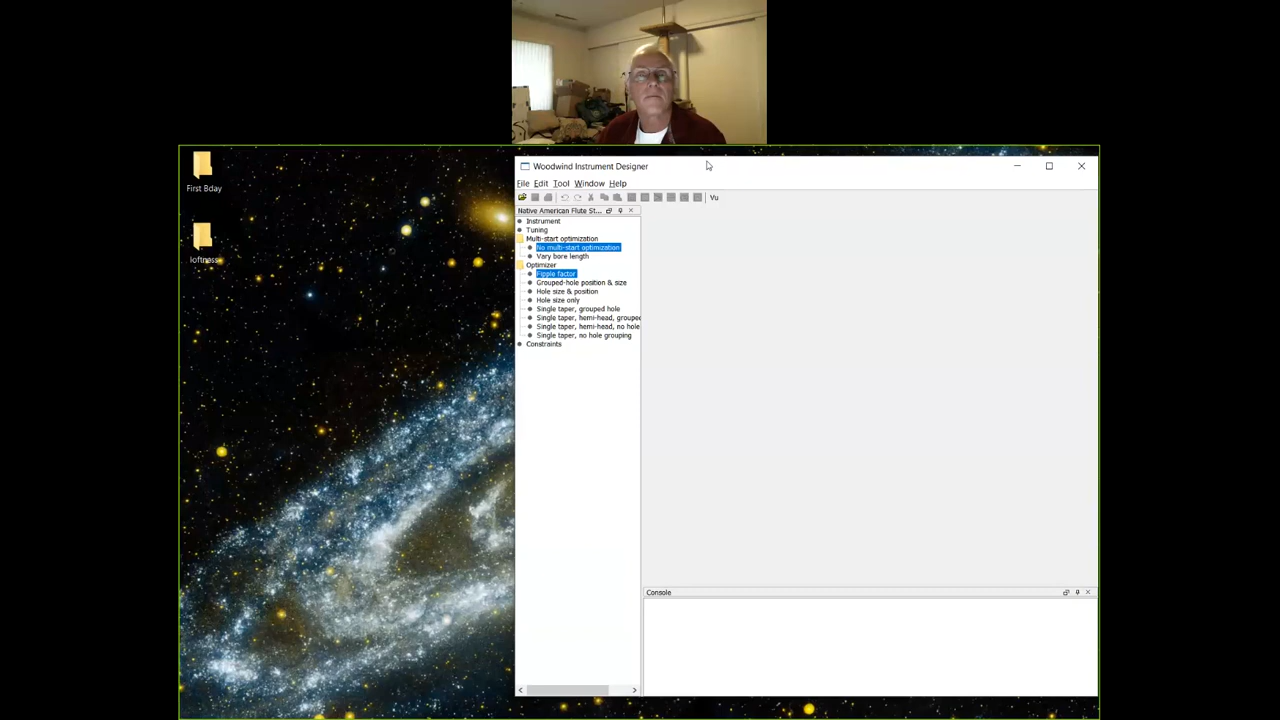 First Bday
loftness
Woodwind Instrument Designer
File Edit Tool Window Help
Vu
Native American Flute St...
Instrument
Tuning
Multi-start optimization
No multi-start optimization
Vary bore length
Optimizer
Fipple factor
Grouped-hole position & size
Hole size & position
Hole size only
Single taper, grouped hole
Single taper, hemi-head, grouped
Single taper, hemi-head, no hole
Single taper, no hole grouping
Constraints
Console